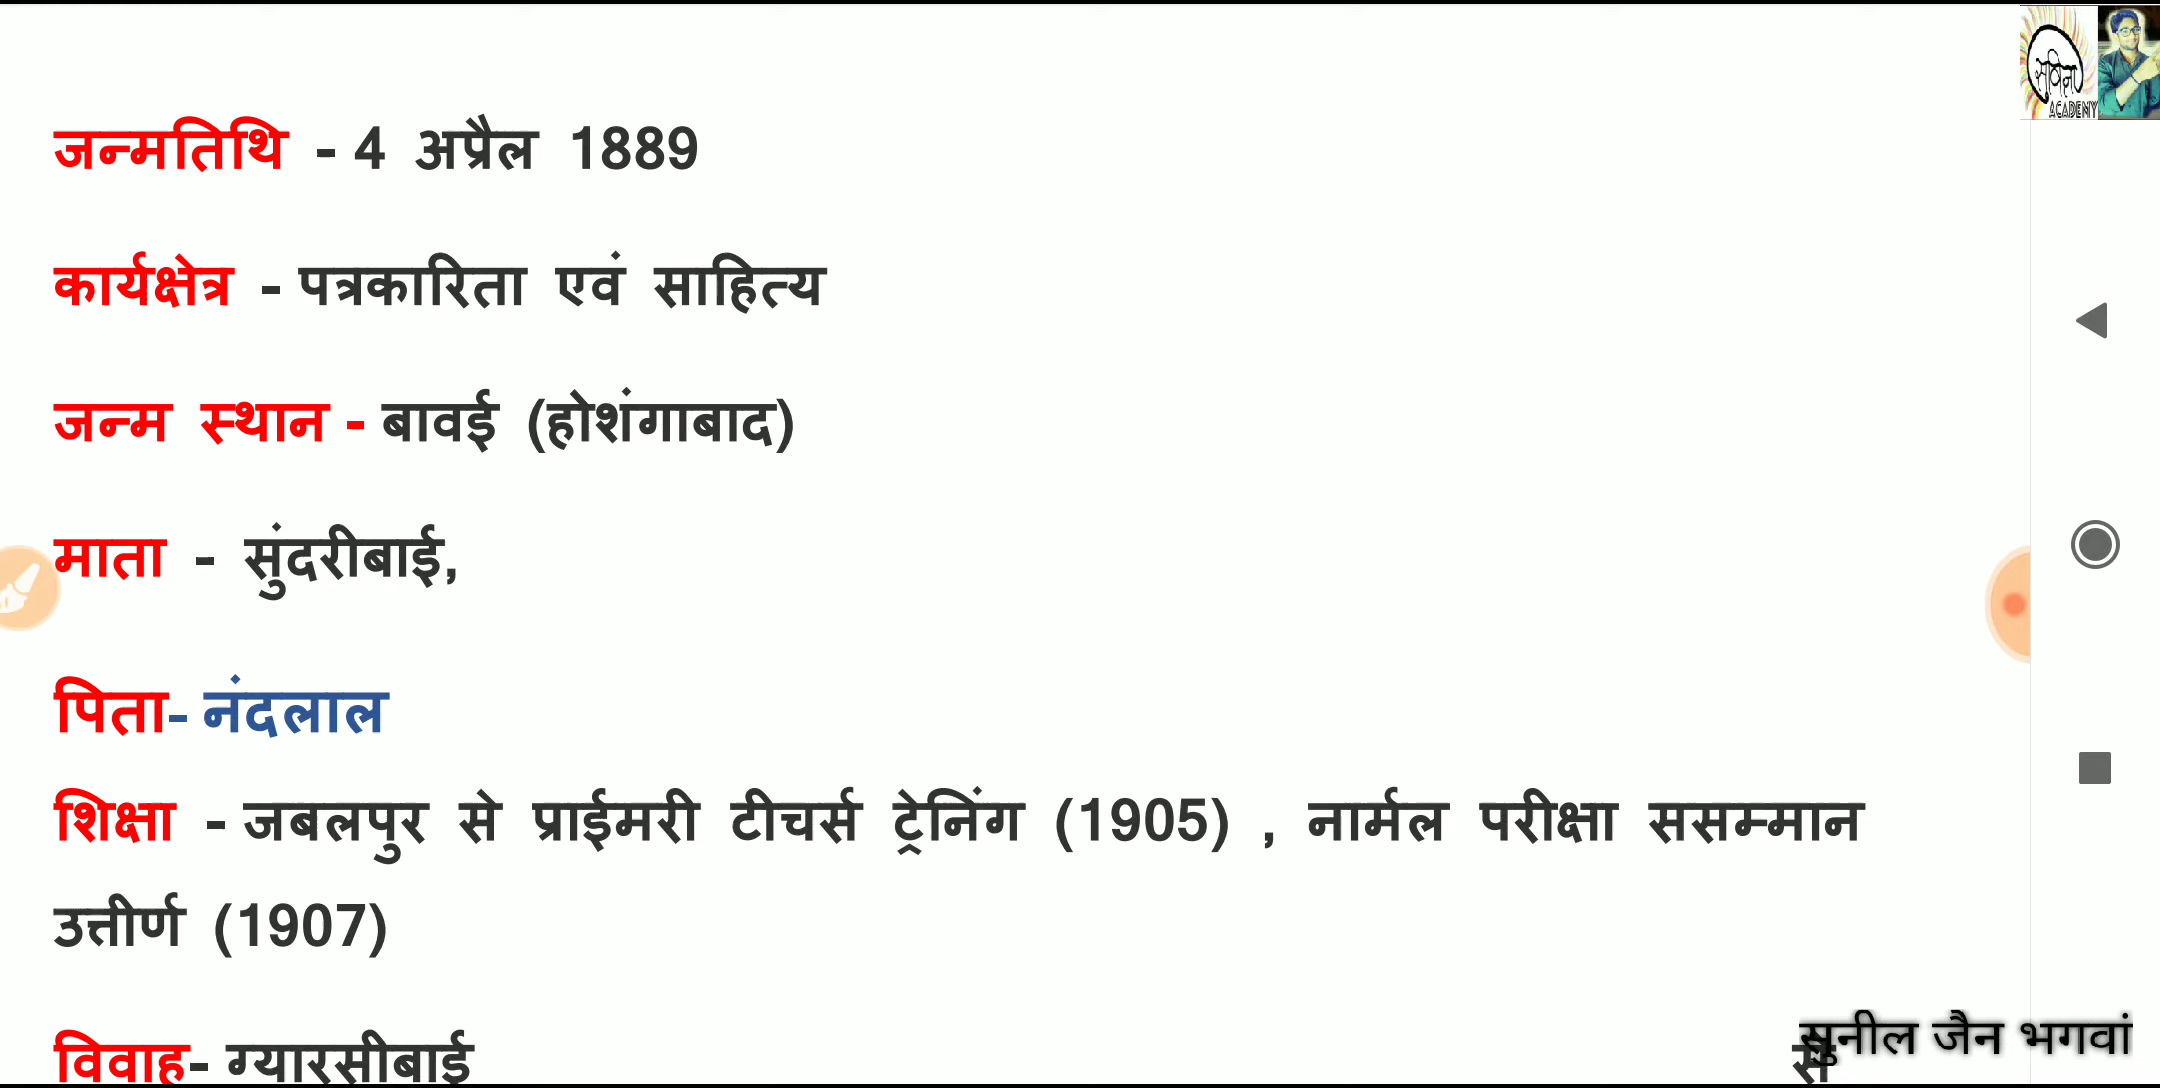 सुप्रिना
ACADEMY
जन्मतिथि - 4 अप्रैल 1889
कार्यक्षेत्र - पत्रकारिता एवं साहित्य
जन्म स्थान - बावई (होशंगाबाद)
माता - सुंदरीबाई,
पिता- नंदलाल
शिक्षा - जबलपुर से प्राईमरी टीचर्स ट्रेनिंग (1905) , नार्मल परीक्षा ससम्मान
उत्तीर्ण (1907)
विवाह- ग्यारसीबाई से
सुनील जैन भगवां